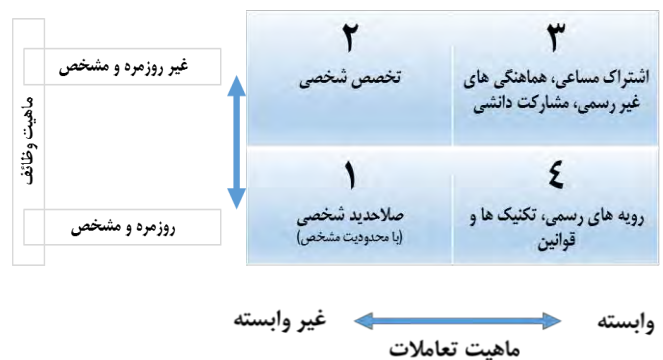 ۳
اشتراک مساعی، هماهنگی های
غیر رسمی، مشارکت دانشی
۲
تخصص شخصی
غیر روزمره و مشخص
ماهیت وظائف
٤
رویه های رسمی، تکنیک ها و
قوانین
۱
صلاحدید شخصی
(با محدودیت مشخص)
روزمره و مشخص
وابسته
غیر وابسته
ماهیت تعاملات